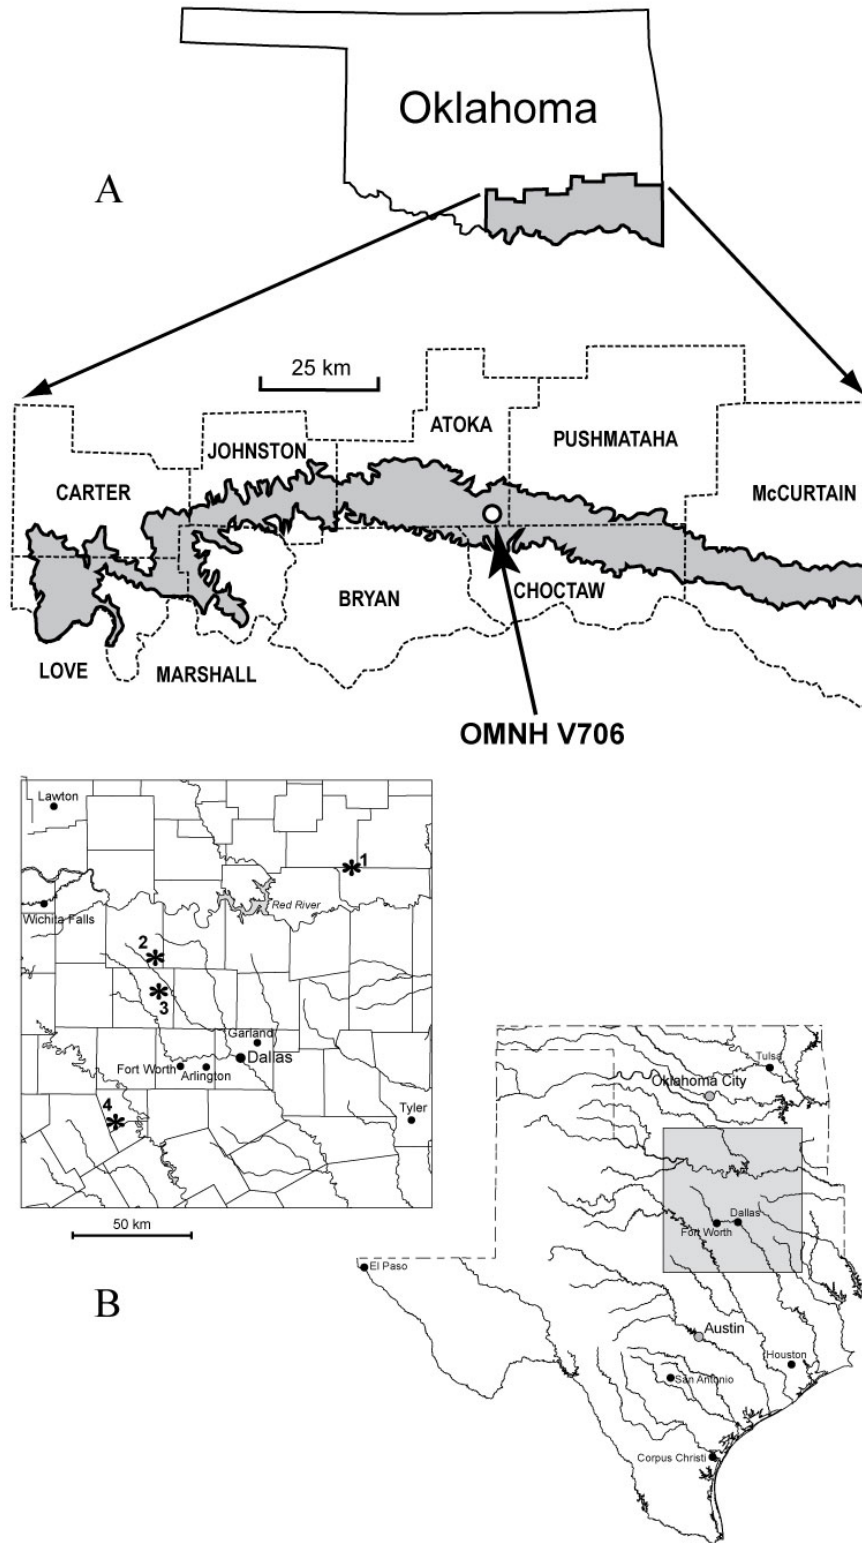 Oklahoma
A
25 km
ATOKA
JOHNSTON
PUSHMATAHA
CARTER
McCURTAIN
BRYAN
CHOCTAW
LOVE
MARSHALL
OMNH V706
Lawton
1
Red River
Wichita Falls
2
3
Garland
Dallas
Fort Worth
Arlington
4
Tyler
50 km
B
Tulsa
Oklahoma City
Dallas
Fort Worth
El Paso
Austin
Houston
San Antonio
Corpus Christi